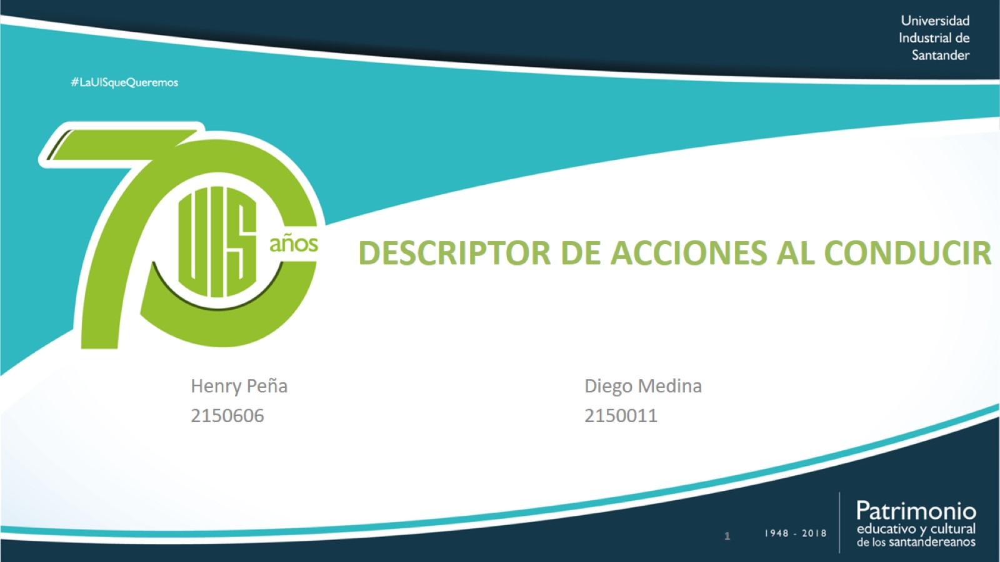 Universidad
Industrial de
Santander
#LaUISqueQueremos
70
UIS
años
DESCRIPTOR DE ACCIONES AL CONDUCIR
Henry Peña
2150606
Diego Medina
2150011
1
1948 - 2018
Patrimonio
educativo y cultural
de los santandereanos